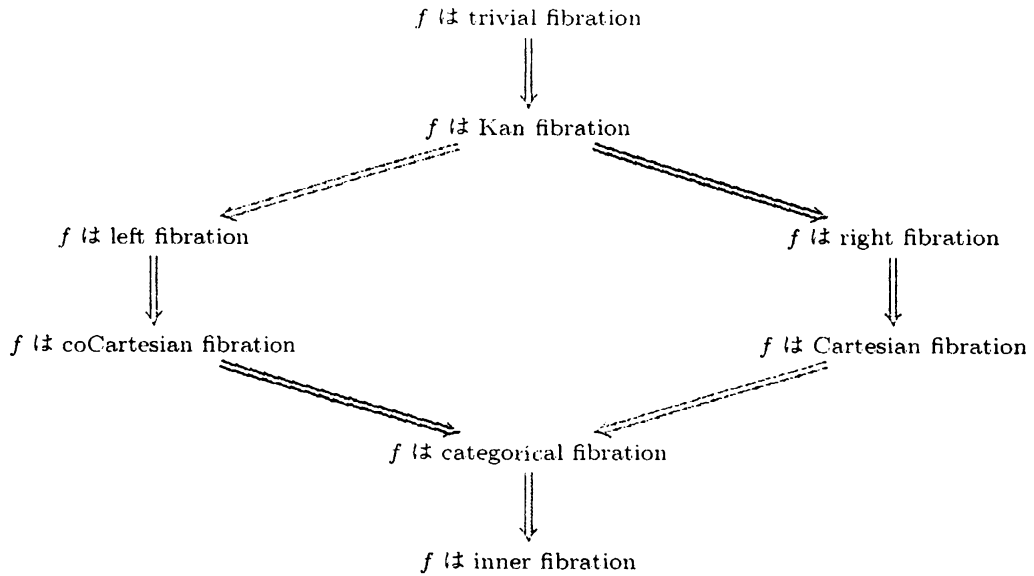 f は trivial fibration
f は Kan fibration
f は left fibration
f は right fibration
f は coCartesian fibration
f は Cartesian fibration
f は categorical fibration
f は inner fibration